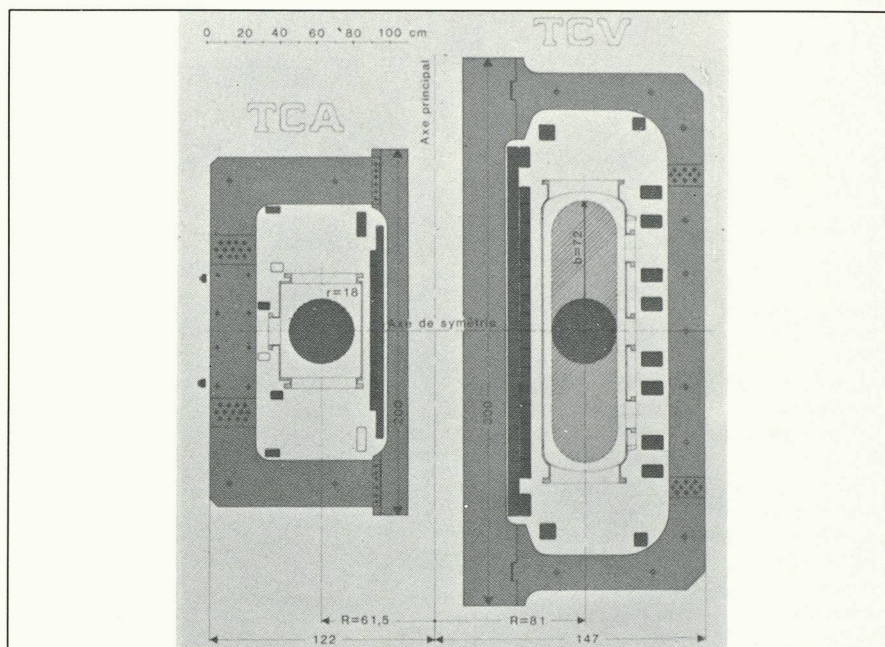 0 20 40 60 80 100 cm
TCV
TCA
Axe principal
b=72
r=18
Axe de symétrie
200
300
R=61,5
R=81
122
147